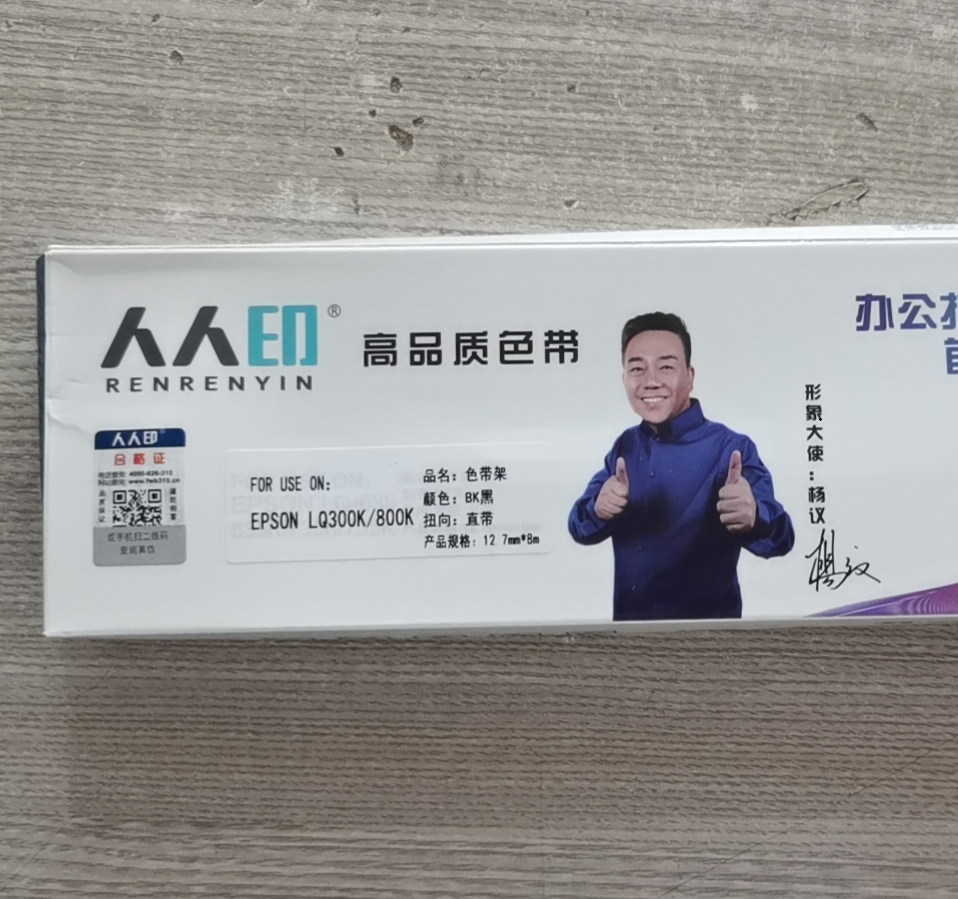 人人印®
RENRENYIN
高品质色带
办公
人人印
合格证
FOR USE ON:
EPSON LQ300K/800K
品名：色带架
颜色：BK黑
扭向：直带
产品规格：12.7mm*8m
形象大使：杨议
杨议